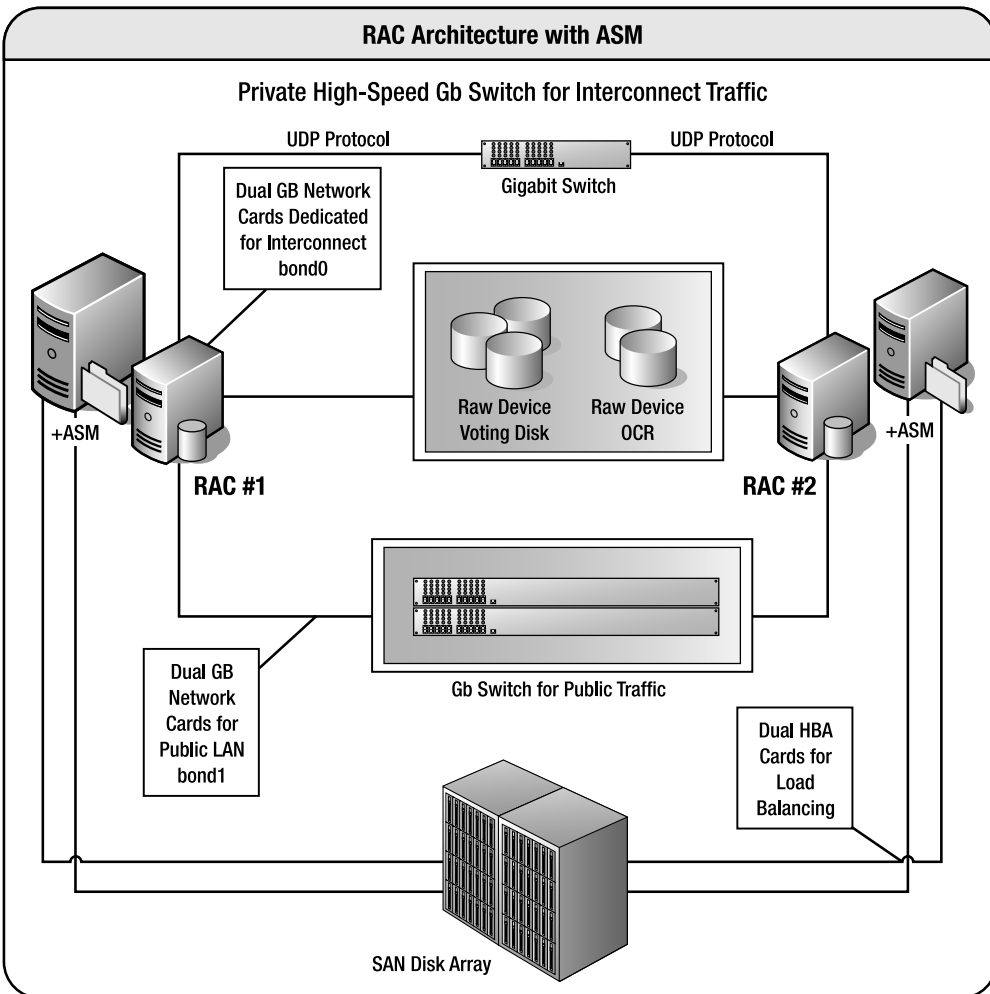 RAC Architecture with ASM
Private High-Speed Gb Switch for Interconnect Traffic
UDP Protocol
UDP Protocol
Gigabit Switch
Dual GB Network
Cards Dedicated
for Interconnect
bond0
Raw Device
Voting Disk
Raw Device
OCR
+ASM
+ASM
RAC #1
RAC #2
Gb Switch for Public Traffic
Dual GB
Network
Cards for
Public LAN
bond1
Dual HBA
Cards for
Load
Balancing
SAN Disk Array